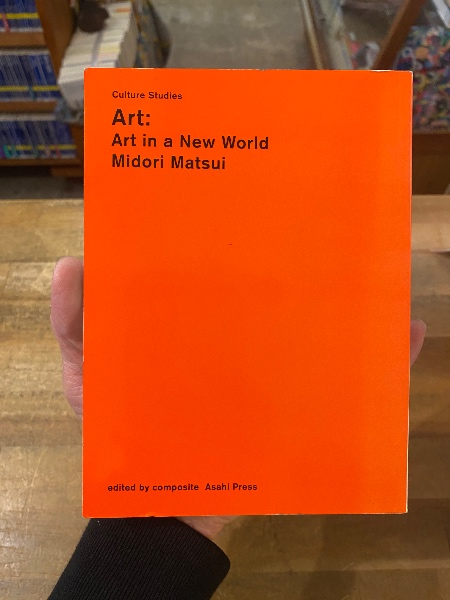 Culture Studies
Art:
Art in a New World
Midori Matsui
edited by composite Asahi Press